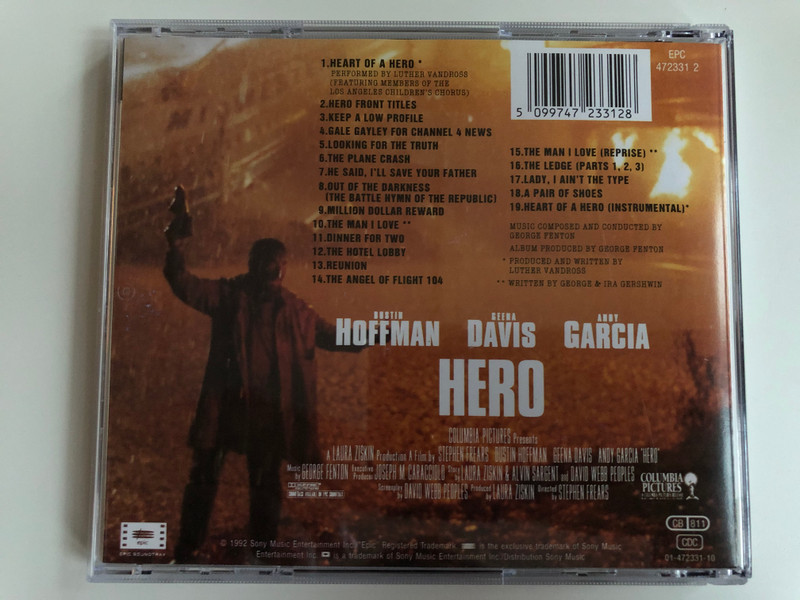 1.HEART OF A HERO *
PERFORMED BY LUTHER VANDROSS
(FEATURING MEMBERS OF THE
LOS ANGELES CHILDREN'S CHORUS)
2.HERO FRONT TITLES
3.KEEP A LOW PROFILE
4.GALE GAYLEY FOR CHANNEL 4 NEWS
5.LOOKING FOR THE TRUTH
6.THE PLANE CRASH
7.HE SAID, I'LL SAVE YOUR FATHER
8.OUT OF THE DARKNESS
(THE BATTLE HYMN OF THE REPUBLIC)
9.MILLION DOLLAR REWARD
10.THE MAN I LOVE **
11.DINNER FOR TWO
12.THE HOTEL LOBBY
13.REUNION
14.THE ANGEL OF FLIGHT 104
EPC
472331 2
5 099747 233128
15.THE MAN I LOVE (REPRISE) **
16.THE LEDGE (PARTS 1, 2, 3)
17.LADY, I AIN'T THE TYPE
18.A PAIR OF SHOES
19.HEART OF A HERO (INSTRUMENTAL)*
MUSIC COMPOSED AND CONDUCTED BY
GEORGE FENTON
ALBUM PRODUCED BY GEORGE FENTON
* PRODUCED AND WRITTEN BY
LUTHER VANDROSS
** WRITTEN BY GEORGE & IRA GERSHWIN
DUSTIN HOFFMAN GEENA DAVIS ANDY GARCIA
HERO
COLUMBIA PICTURES Presents
A LAURA ZISKIN Production A Film by STEPHEN FREARS DUSTIN HOFFMAN GEENA DAVIS ANDY GARCIA "HERO"
Music by GEORGE FENTON Executive Producer JOSEPH M. CARACCIOLO Story by LAURA ZISKIN & ALVIN SARGENT and DAVID WEBB PEOPLES
Screenplay by DAVID WEBB PEOPLES Produced by LAURA ZISKIN Directed by STEPHEN FREARS
COLUMBIA
PICTURES
epic
EPIC SOUNDTRAX
© 1992 Sony Music Entertainment Inc./"Epic" Registered Trademark. is the exclusive trademark of Sony Music
Entertainment Inc. is a trademark of Sony Music Entertainment Inc./Distribution Sony Music
GB 811
CDC
01-472331-10